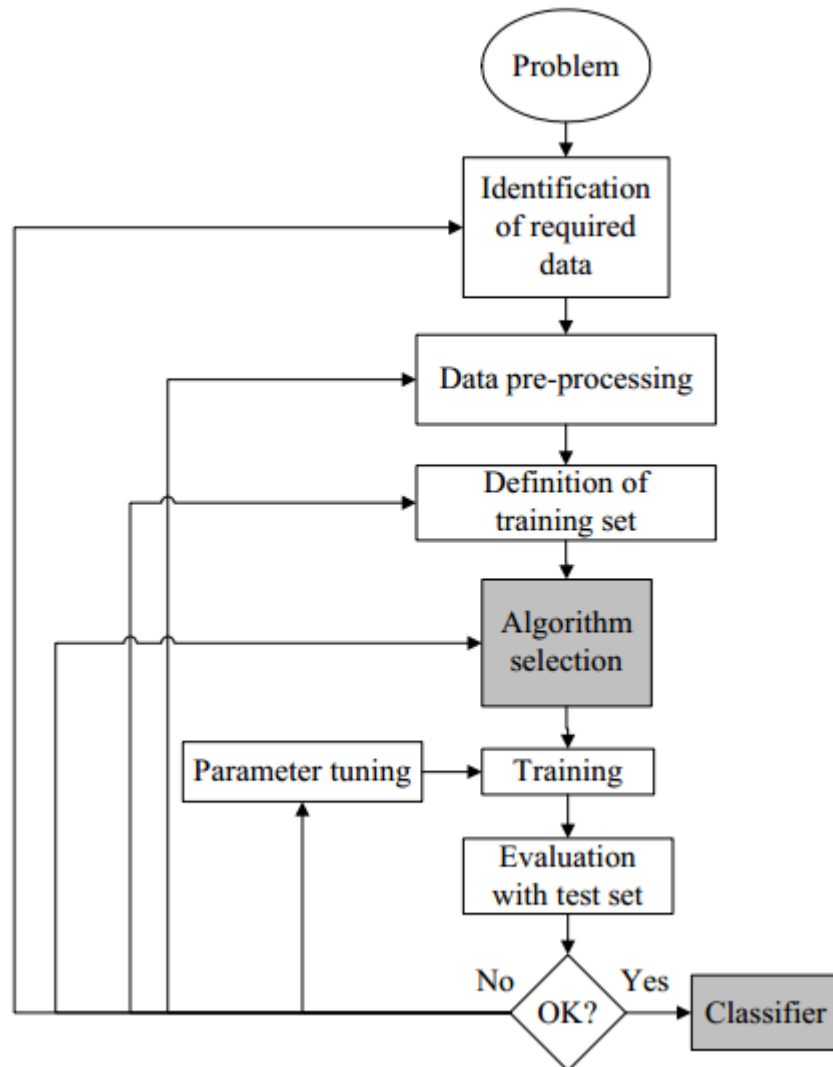 Problem
Identification
of required
data
Data pre-processing
Definition of
training set
Algorithm
selection
Parameter tuning
Training
Evaluation
with test set
No
Yes
OK?
Classifier